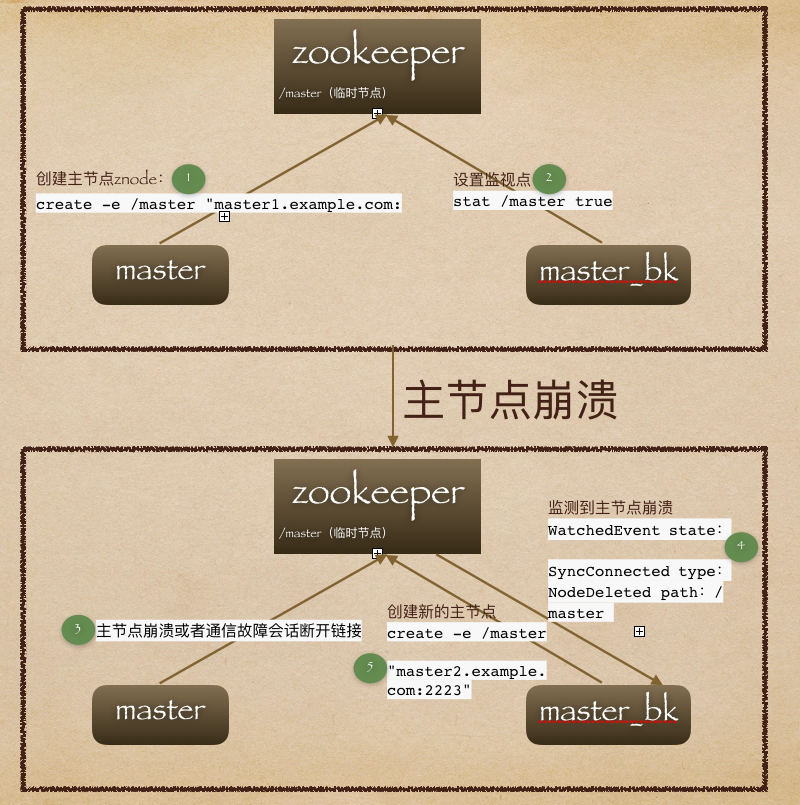 zookeeper
/master（临时节点）
创建主节点znode：
1
create -e /master "master1.example.com:
设置监视点
2
stat /master true
master
master_bk
主节点崩溃
zookeeper
/master（临时节点）
监测到主节点崩溃
WatchedEvent state：
4
SyncConnected type：
NodeDeleted path：/
master
创建新的主节点
create -e /master
3
主节点崩溃或者通信故障会话断开链接
5
"master2.example.
com:2223"
master
master_bk